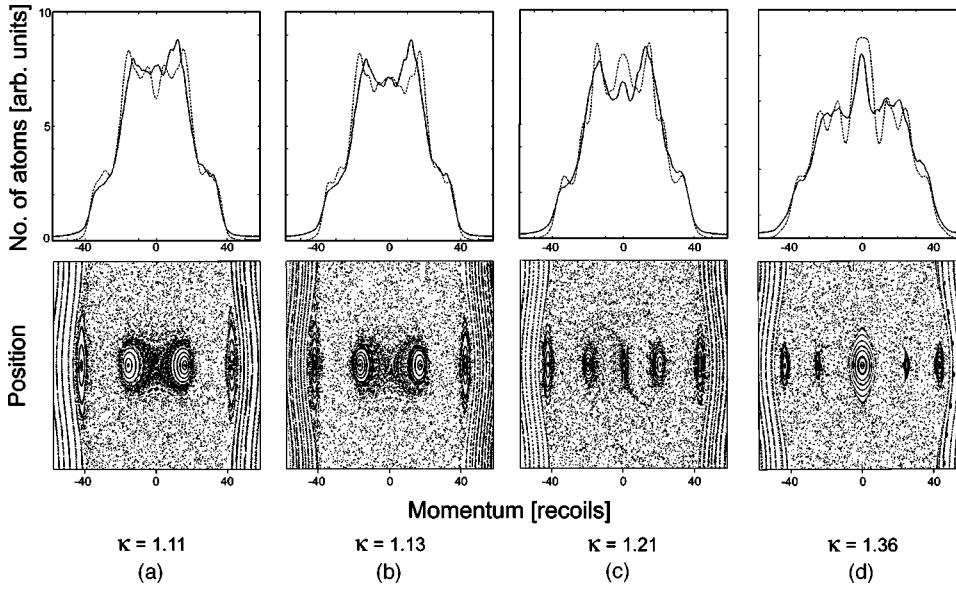 No. of atoms [arb. units]
10
5
0
-40 0 40
-40 0 40
-40 0 40
-40 0 40
Position
-40 0 40
-40 0 40
-40 0 40
-40 0 40
Momentum [recoils]
κ = 1.11 κ = 1.13 κ = 1.21 κ = 1.36
(a) (b) (c) (d)